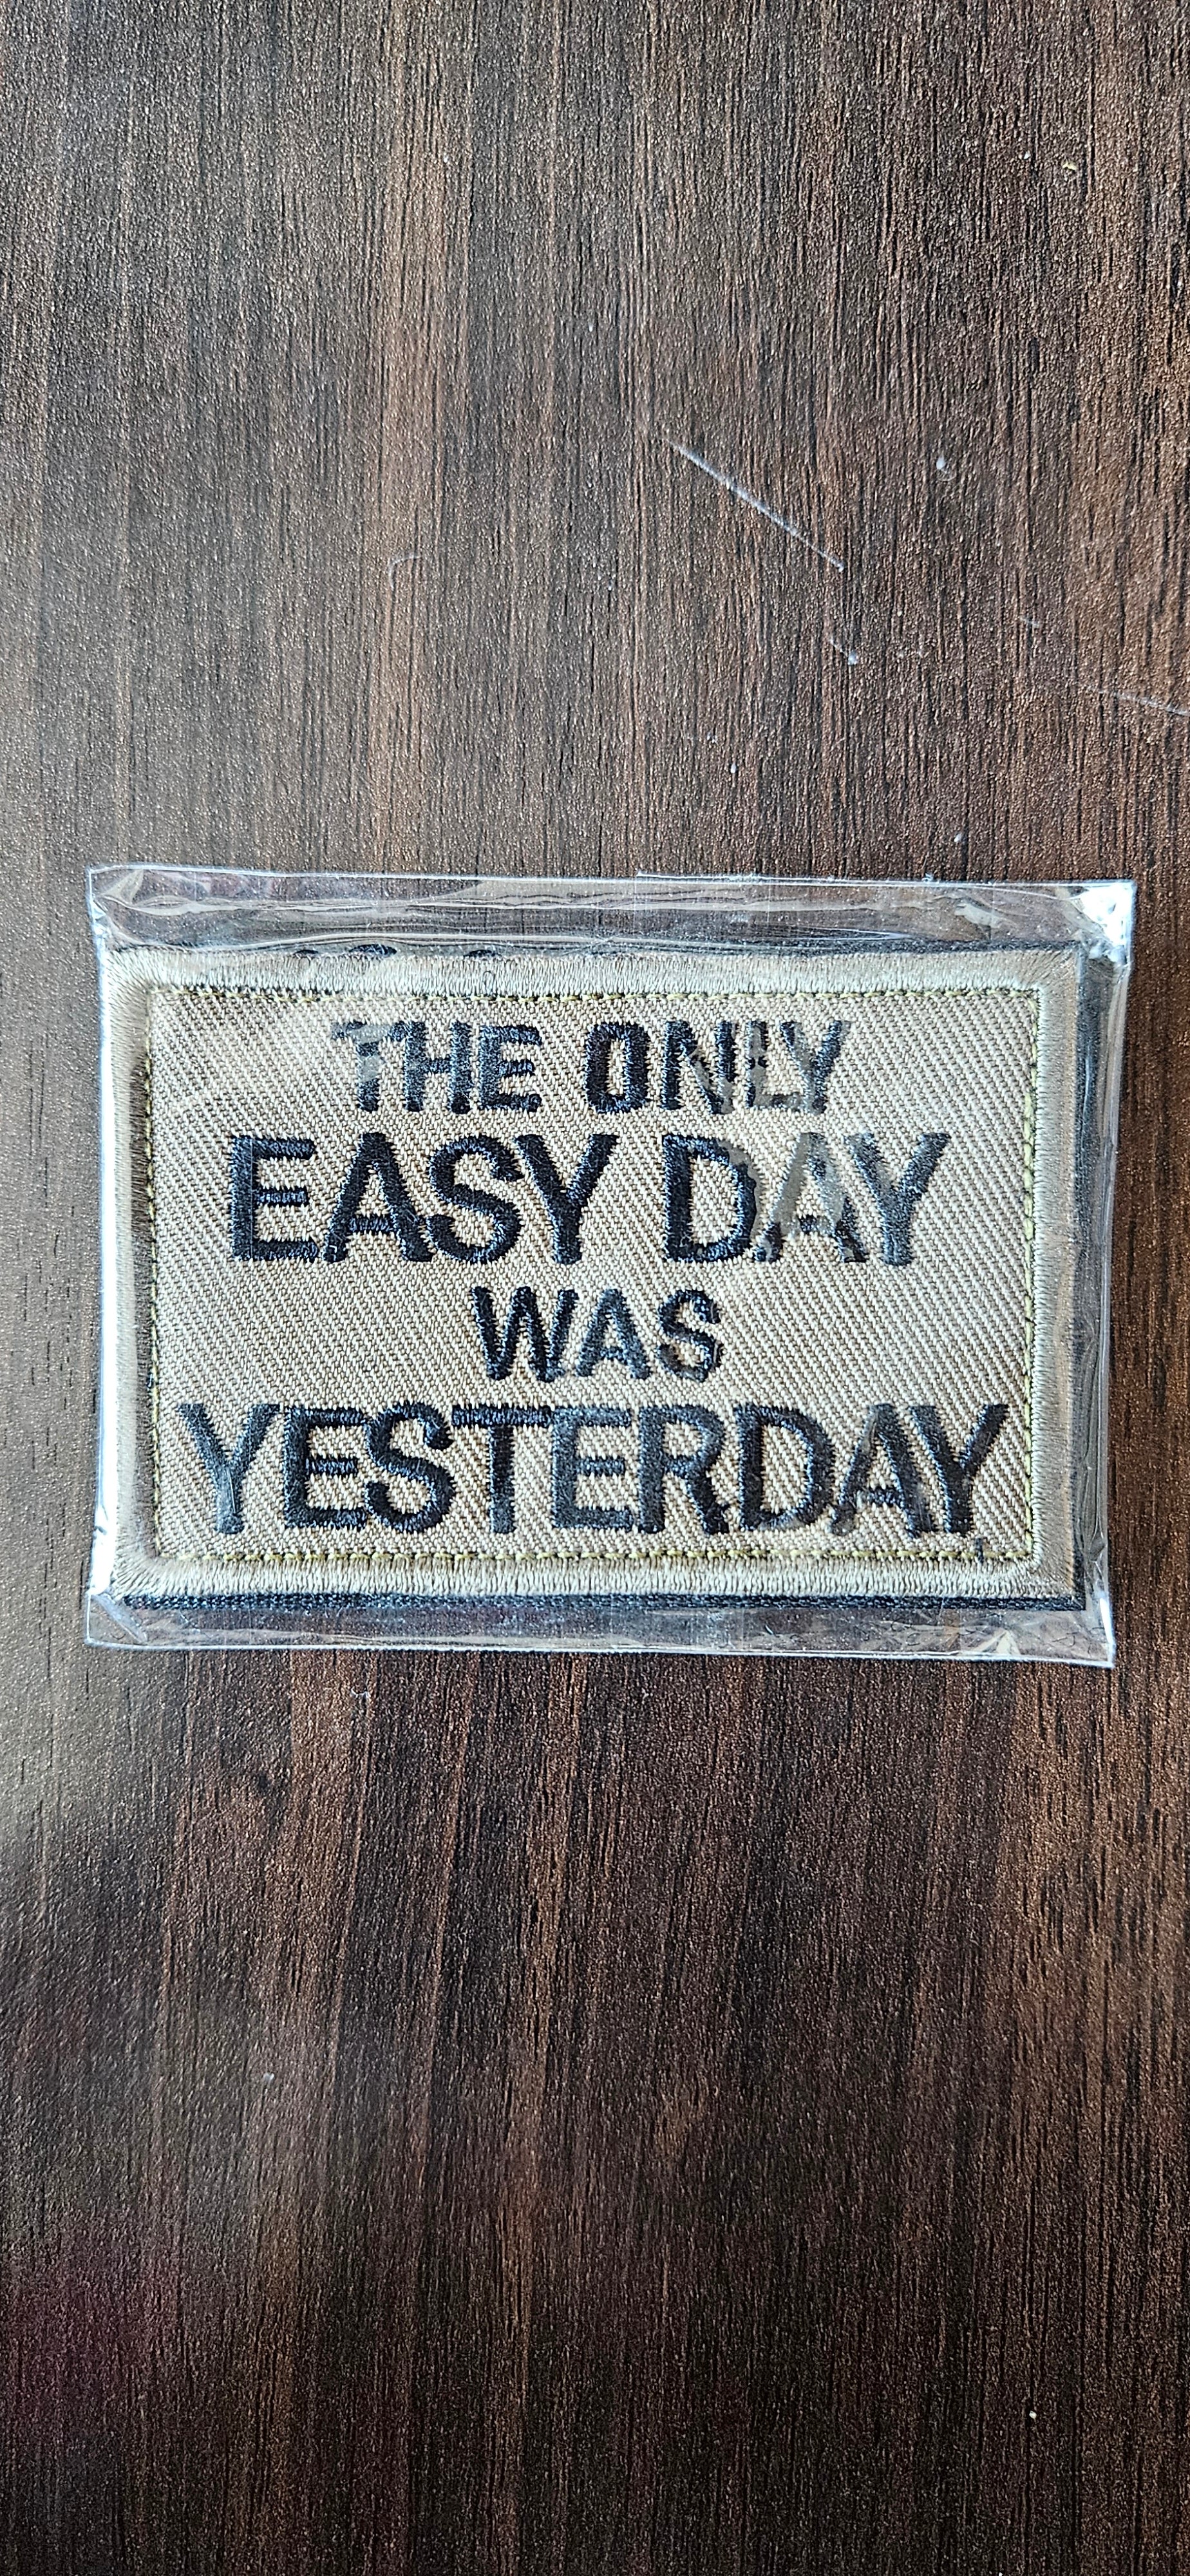 THE ONLY
EASY DAY
WAS
YESTERDAY